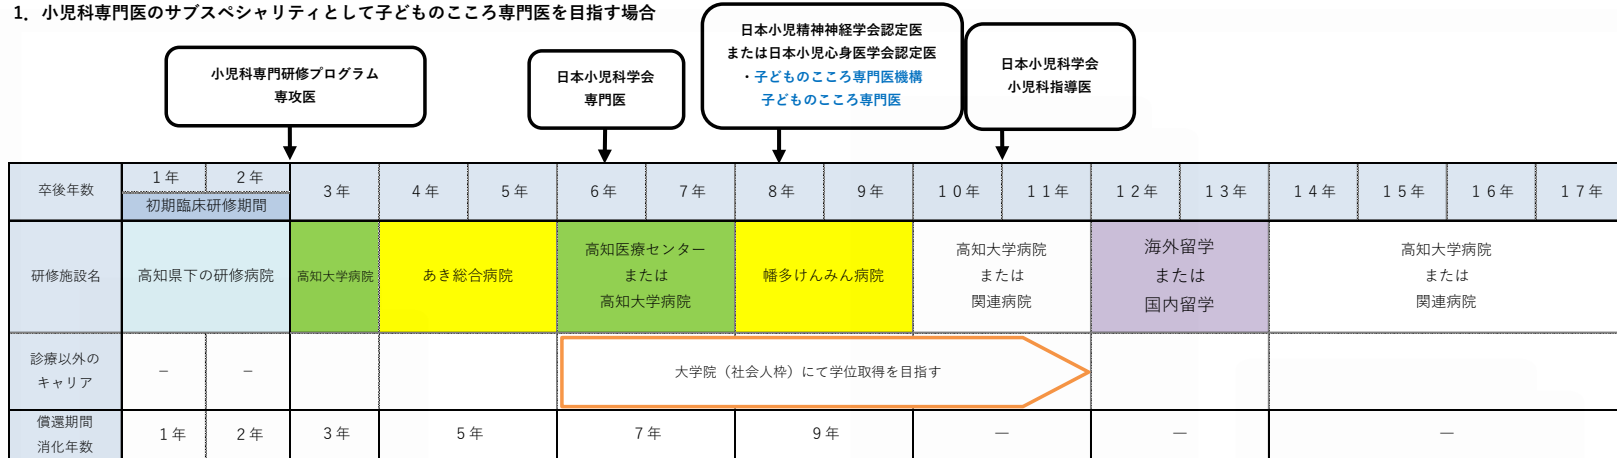 1．小児科専門医のサブスペシャリティとして子どものこころ専門医を目指す場合
小児科専門研修プログラム
専攻医
日本小児科学会
専門医
日本小児精神神経学会認定医
または日本小児心身医学会認定医
・子どものこころ専門医機構
子どものこころ専門医
日本小児科学会
小児科指導医
卒後年数
1年
2年
初期臨床研修期間
3年
4年
5年
6年
7年
8年
9年
10年
11年
12年
13年
14年
15年
16年
17年
研修施設名
高知県下の研修病院
高知大学病院
あき総合病院
高知医療センター
または
高知大学病院
幡多けんみん病院
高知大学病院
または
関連病院
海外留学
または
国内留学
高知大学病院
または
関連病院
診療以外の
キャリア
－
－
大学院（社会人枠）にて学位取得を目指す
償還期間
消化年数
1年
2年
3年
5年
7年
9年
―
―
―